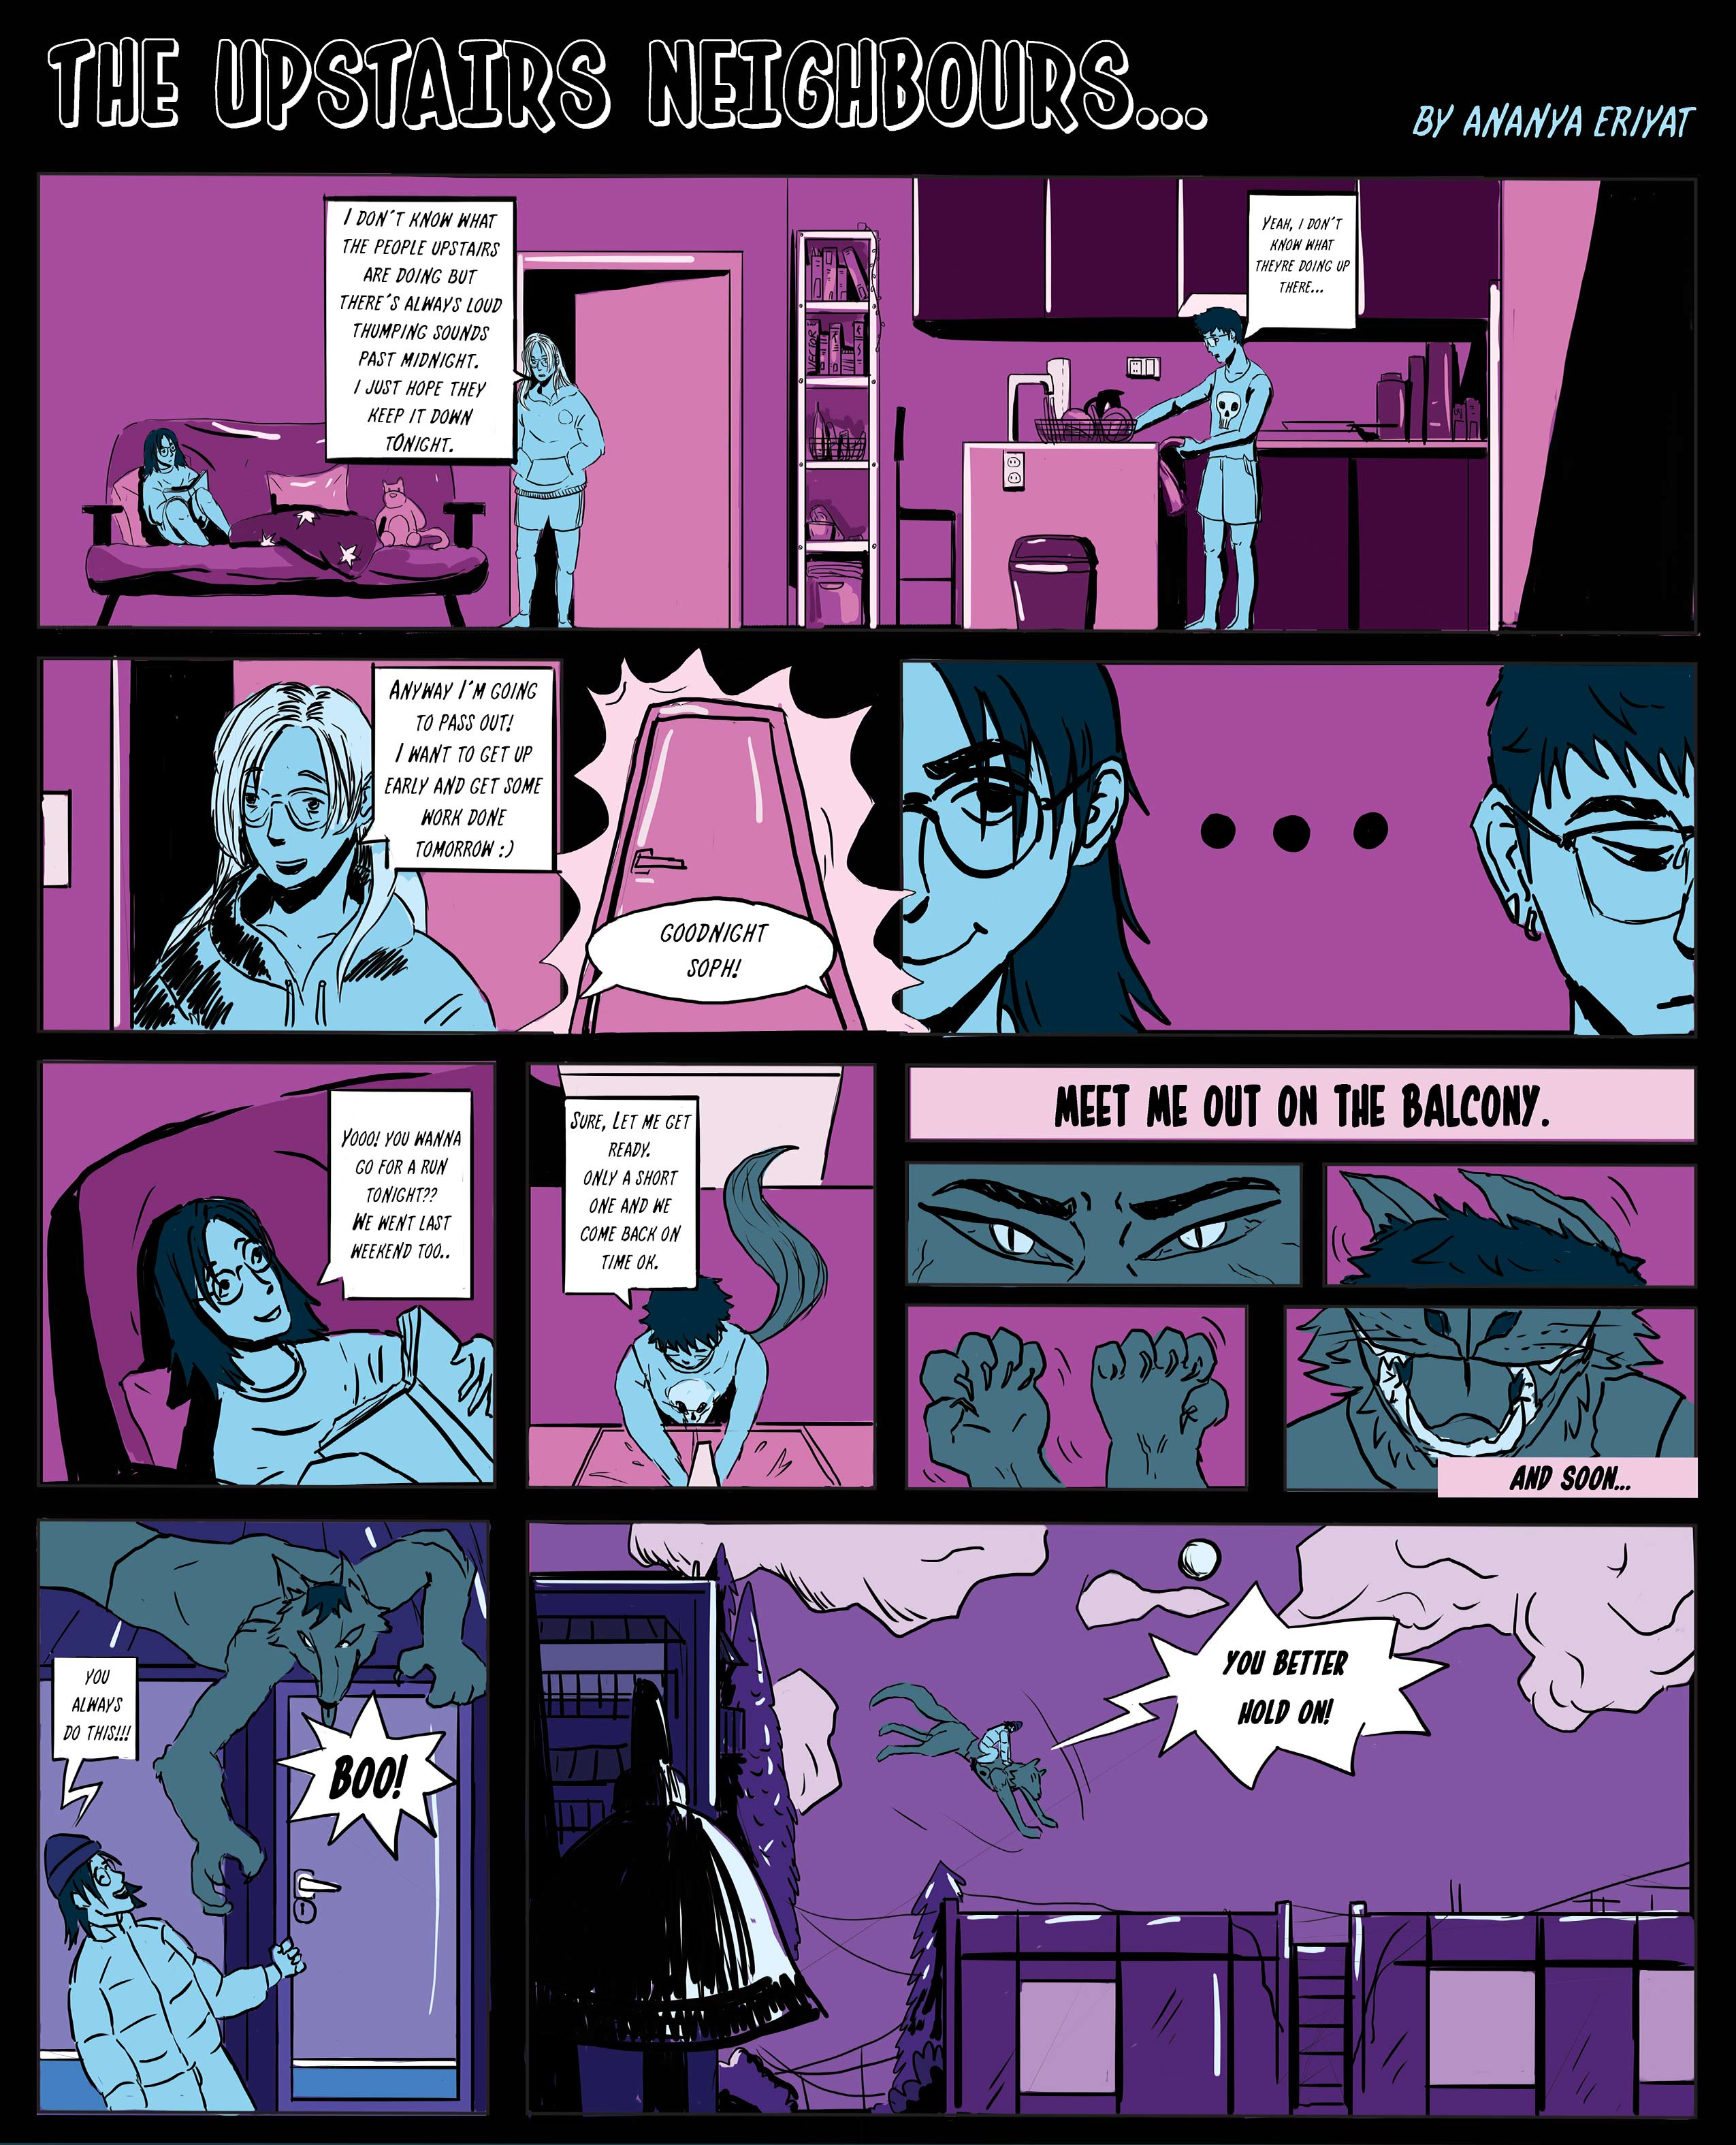 THE UPSTAIRS NEIGHBOURS...
BY ANANYA ERIYAT
I DON'T KNOW WHAT
THE PEOPLE UPSTAIRS
ARE DOING BUT
THERE'S ALWAYS LOUD
THUMPING SOUNDS
PAST MIDNIGHT.
I JUST HOPE THEY
KEEP IT DOWN
TONIGHT.
YEAH, I DON'T
KNOW WHAT
THEYRE DOING UP
THERE...
VECTOR
ANYWAY I'M GOING
TO PASS OUT!
I WANT TO GET UP
EARLY AND GET SOME
WORK DONE
TOMORROW :)
GOODNIGHT
SOPH!
YOOO! YOU WANNA
GO FOR A RUN
TONIGHT??
WE WENT LAST
WEEKEND TOO..
SURE, LET ME GET
READY.
ONLY A SHORT
ONE AND WE
COME BACK ON
TIME OK.
MEET ME OUT ON THE BALCONY.
AND SOON...
YOU
ALWAYS
DO THIS!!!
BOO!
YOU BETTER
HOLD ON!